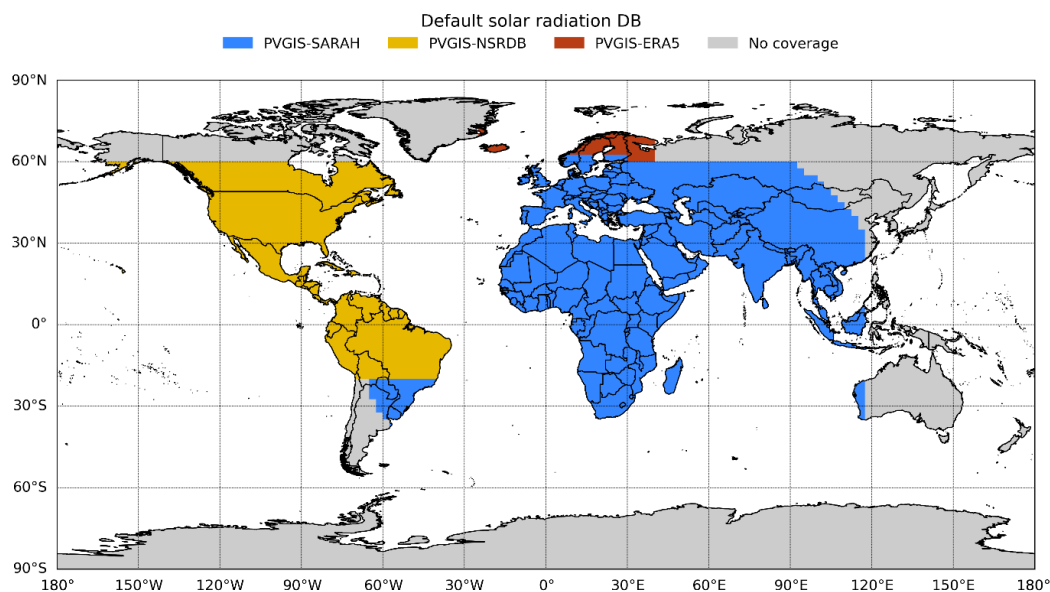 Default solar radiation DB
PVGIS-SARAH PVGIS-NSRDB PVGIS-ERA5 No coverage
90°N
60°N
30°N
0°
30°S
60°S
90°S
180° 150°W 120°W 90°W 60°W 30°W 0° 30°E 60°E 90°E 120°E 150°E 180°